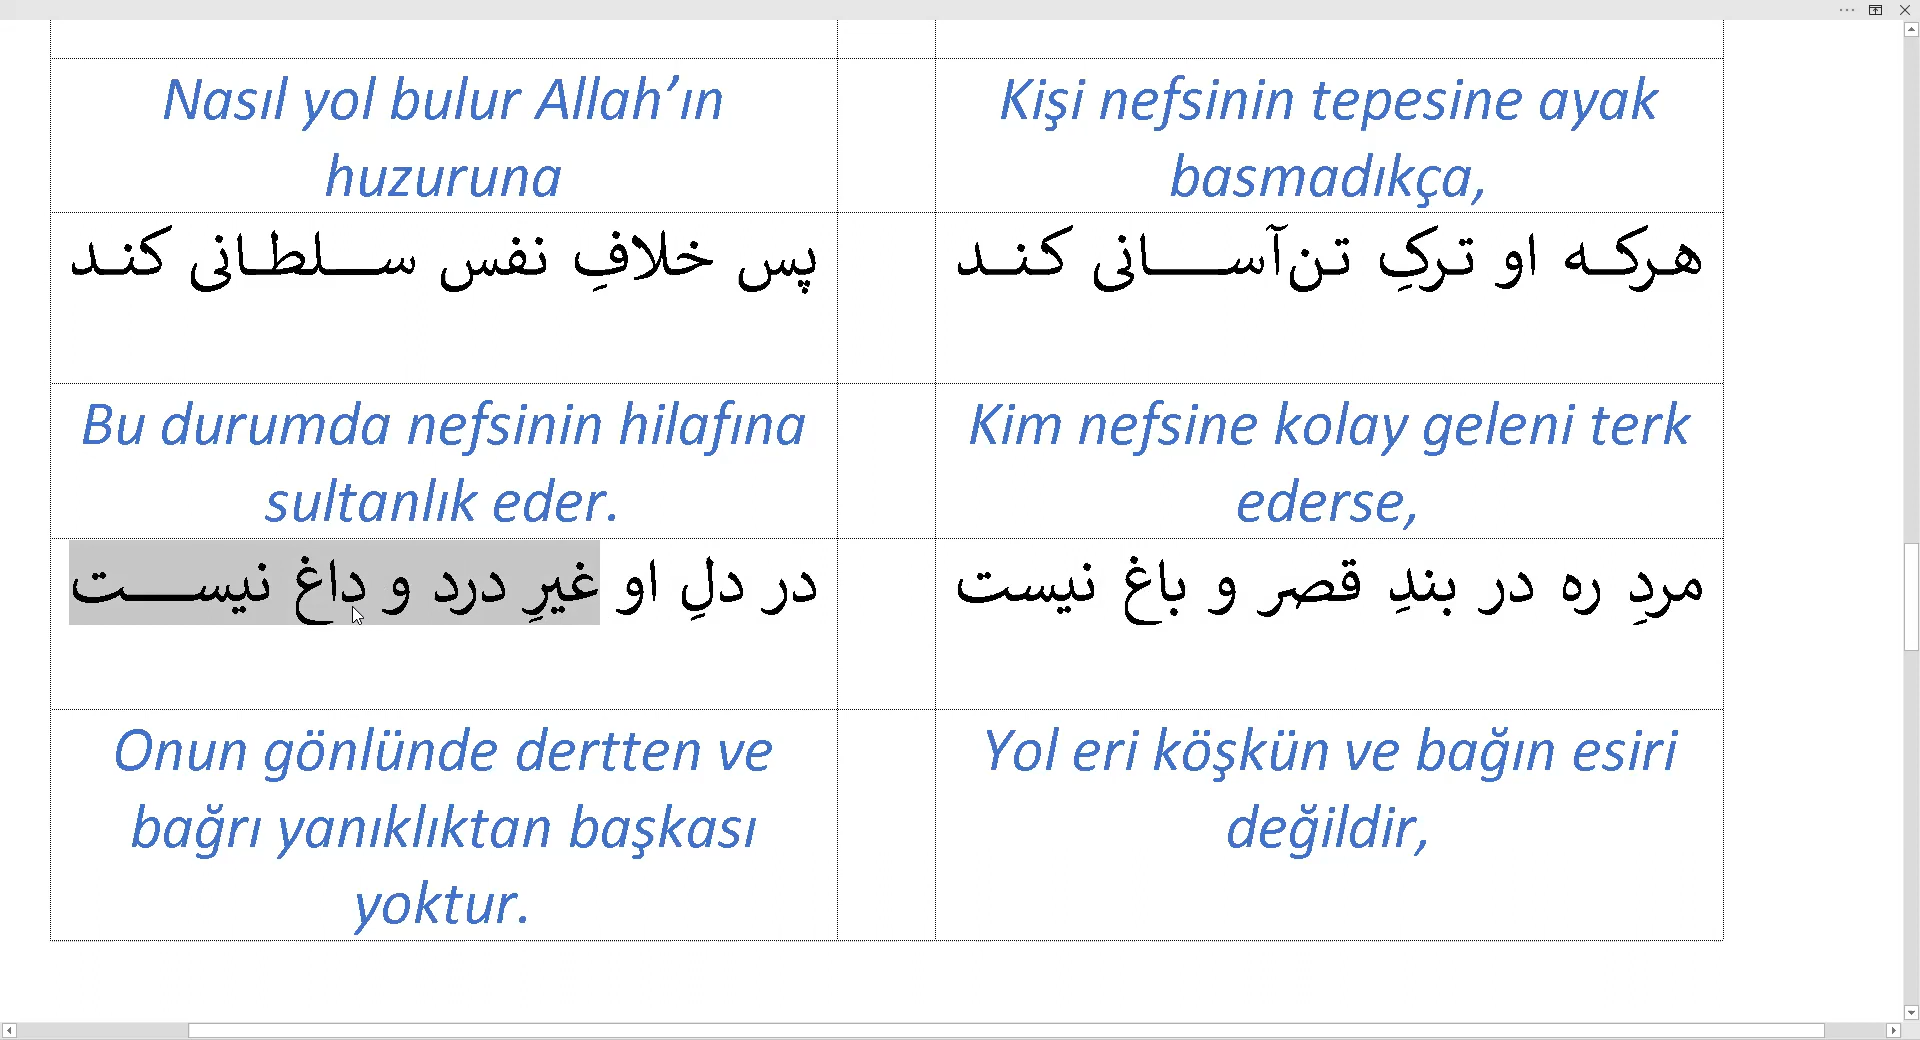 Kişi nefsinin tepesine ayak
basmadıkça,
Nasıl yol bulur Allah’ın
huzuruna
هرکه او ترکِ تن‌آسانی کند
پس خلافِ نفس سلطانی کند
Kim nefsine kolay geleni terk
ederse,
Bu durumda nefsinin hilafına
sultanlık eder.
مردِ ره در بندِ قصر و باغ نیست
در دلِ او غیرِ درد و داغ نیست
Yol eri köşkün ve bağın esiri
değildir,
Onun gönlünde dertten ve
bağrı yanıklıktan başkası
yoktur.